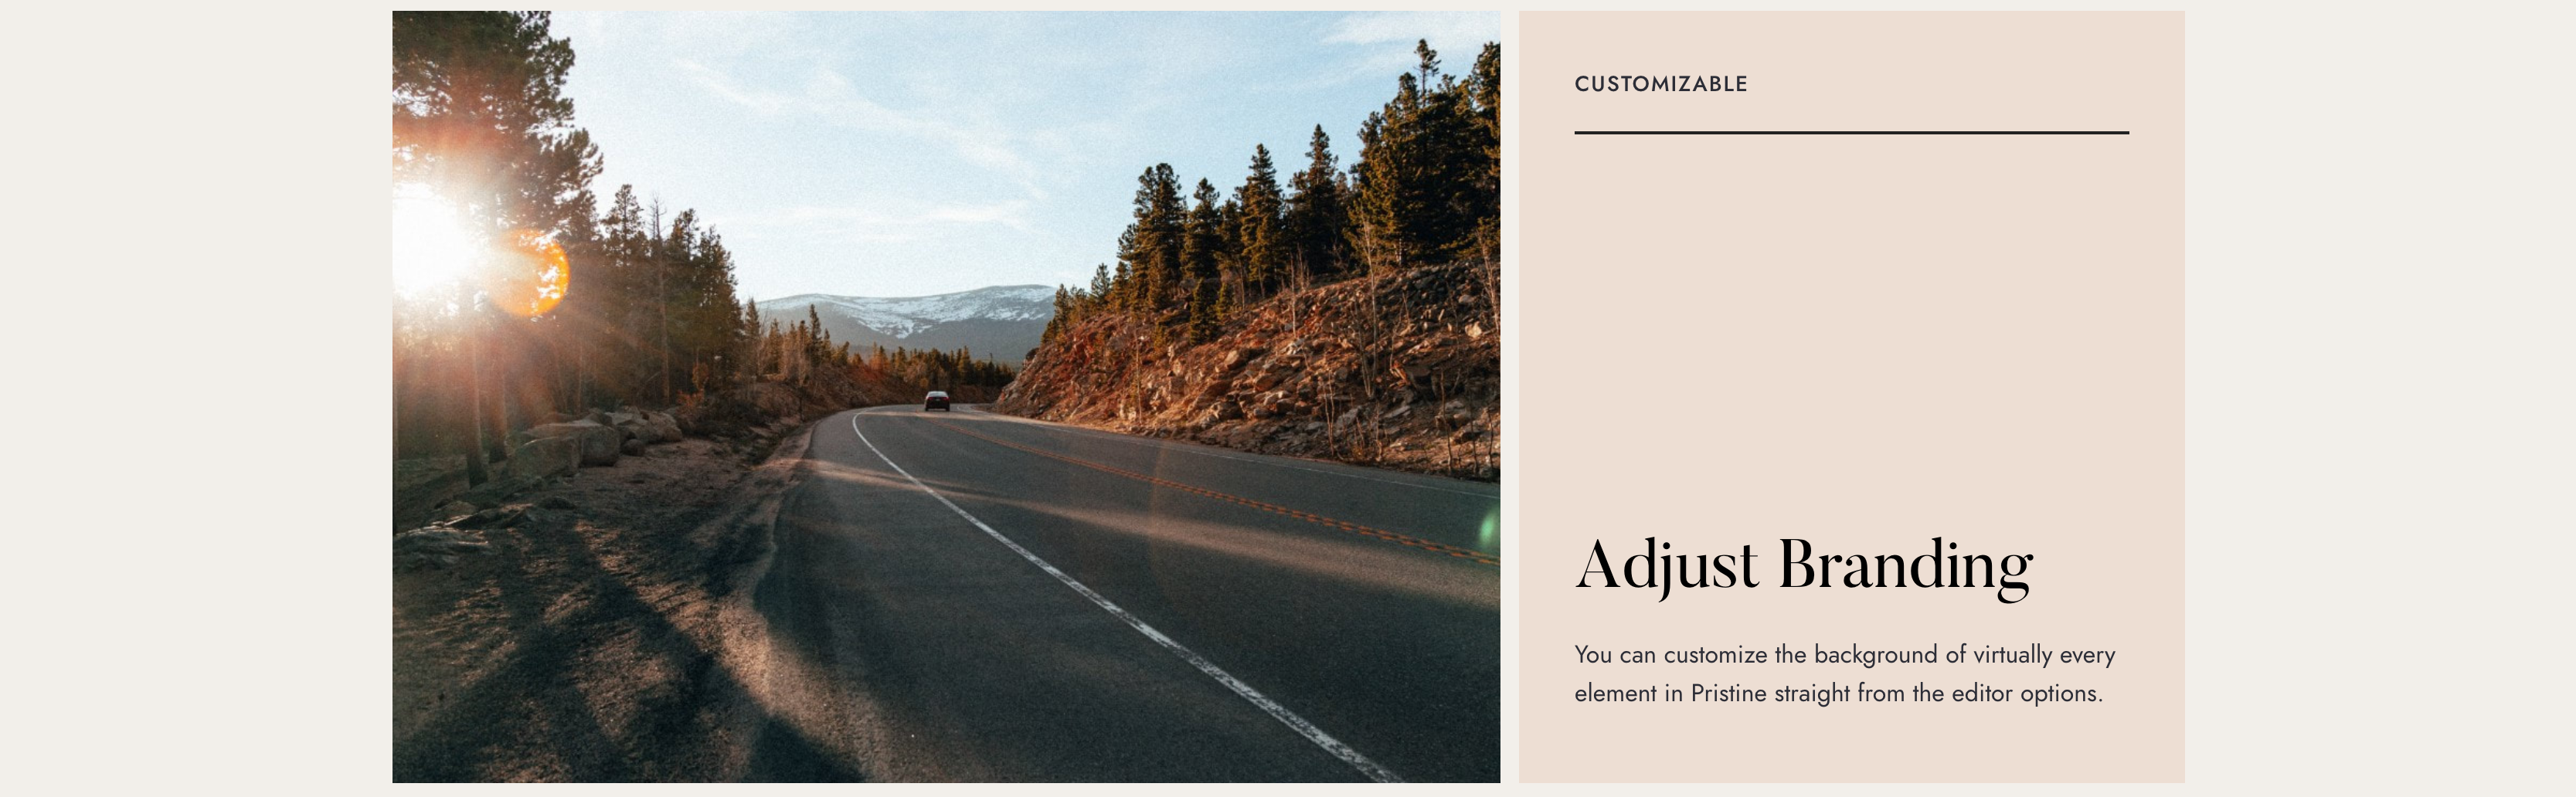 CUSTOMIZABLE
Adjust Branding
You can customize the background of virtually every
element in Pristine straight from the editor options.